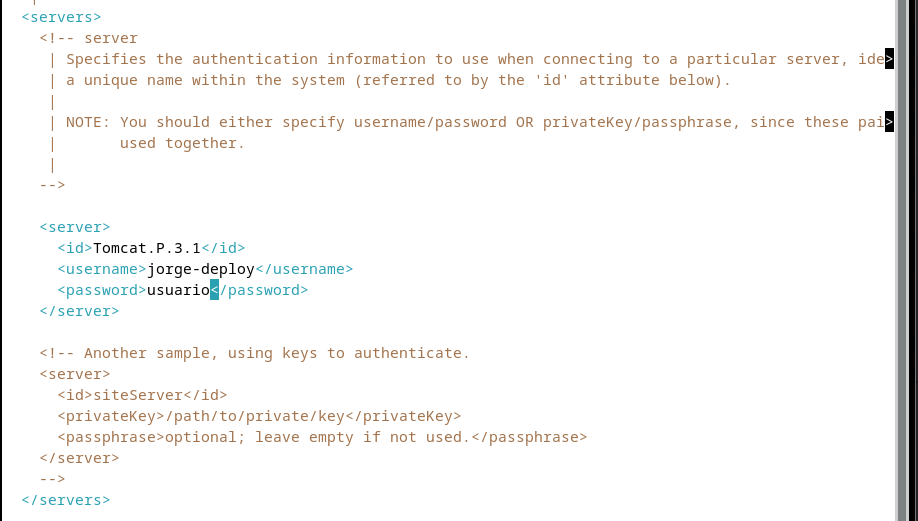 <servers>
<!-- server
| Specifies the authentication information to use when connecting to a particular server, ide>
| a unique name within the system (referred to by the 'id' attribute below).
|
| NOTE: You should either specify username/password OR privateKey/passphrase, since these pai>
|       used together.
|
-->
<server>
<id>Tomcat.P.3.1</id>
<username>jorge-deploy</username>
<password>usuario</password>
</server>
<!-- Another sample, using keys to authenticate.
<server>
<id>siteServer</id>
<privateKey>/path/to/private/key</privateKey>
<passphrase>optional; leave empty if not used.</passphrase>
</server>
-->
</servers>